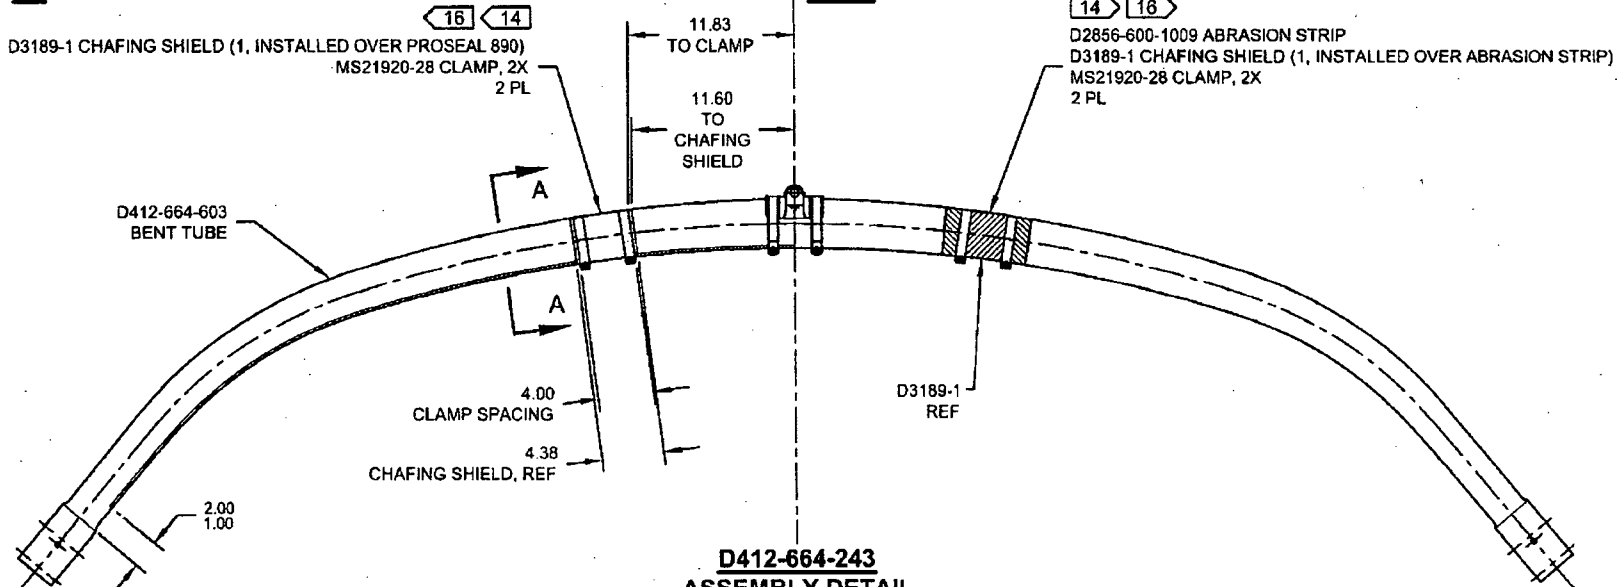 16 14
D3189-1 CHAFING SHIELD (1, INSTALLED OVER PROSEAL 890)
MS21920-28 CLAMP, 2X
2 PL
11.83
TO CLAMP
11.60
TO
CHAFING
SHIELD
14 16
D2856-600-1009 ABRASION STRIP
D3189-1 CHAFING SHIELD (1, INSTALLED OVER ABRASION STRIP)
MS21920-28 CLAMP, 2X
2 PL
A
D412-664-603
BENT TUBE
A
4.00
CLAMP SPACING
4.38
CHAFING SHIELD, REF
D3189-1
REF
2.00
1.00
D412-664-243
ASSEMBLY DETAIL